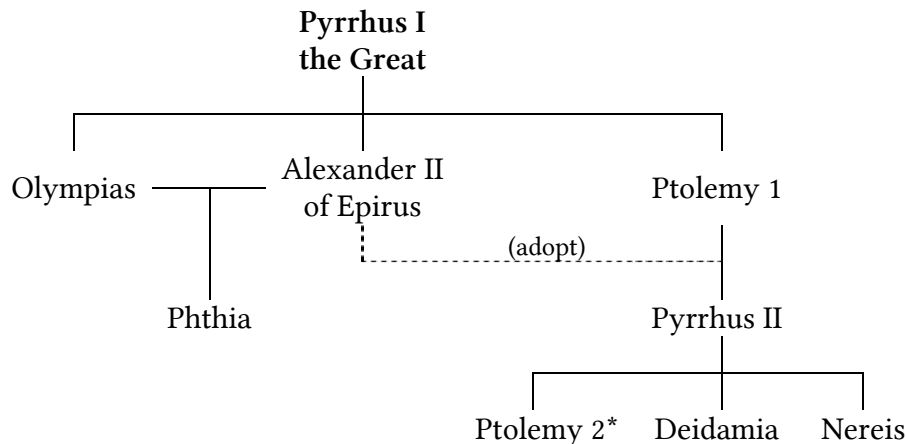 Pyrrhus I
the Great
Olympias
Alexander II
of Epirus
Ptolemy 1
(adopt)
Phthia
Pyrrhus II
Ptolemy 2*
Deidamia
Nereis